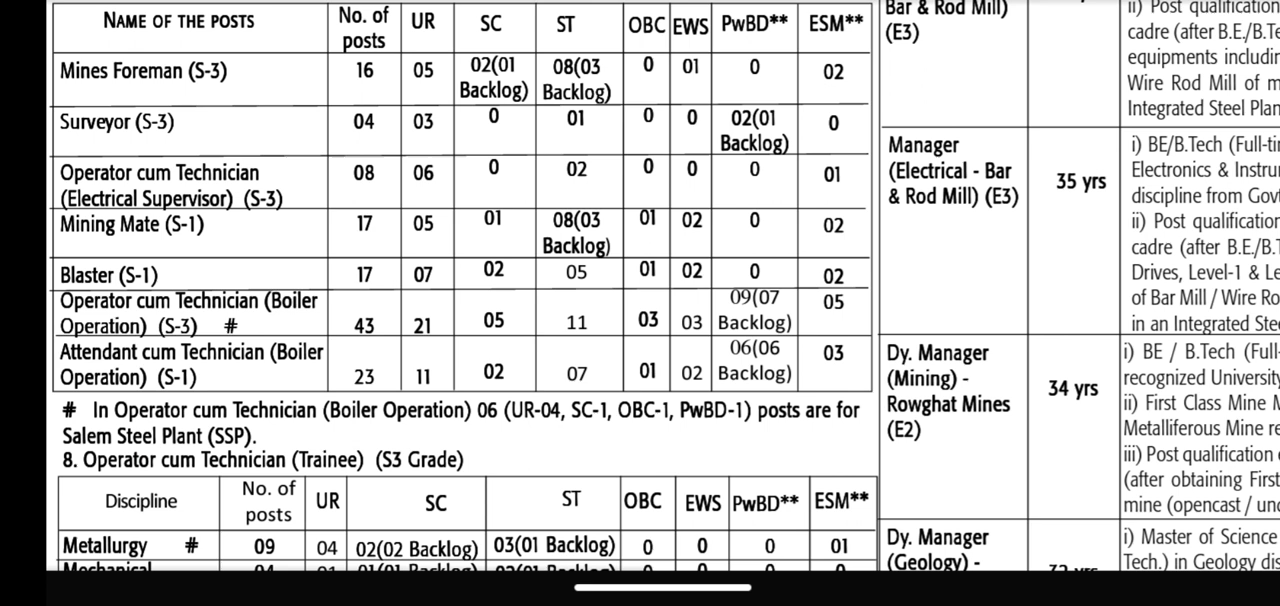 NAME OF THE POSTS No. of posts UR SC ST OBC EWS PwBD** ESM**
Mines Foreman (S-3) 16 05 02(01 Backlog) 08(03 Backlog) 0 01 0 02
Surveyor (S-3) 04 03 0 01 0 0 02(01 Backlog) 0
Operator cum Technician (Electrical Supervisor) (S-3) 08 06 0 02 0 0 0 01
Mining Mate (S-1) 17 05 01 08(03 Backlog) 01 02 0 02
Blaster (S-1) 17 07 02 05 01 02 0 02
Operator cum Technician (Boiler Operation) (S-3) # 43 21 05 11 03 03 09(07 Backlog) 05
Attendant cum Technician (Boiler Operation) (S-1) 23 11 02 07 01 02 06(06 Backlog) 03
# In Operator cum Technician (Boiler Operation) 06 (UR-04, SC-1, OBC-1, PwBD-1) posts are for
Salem Steel Plant (SSP).
8. Operator cum Technician (Trainee) (S3 Grade)
Discipline No. of posts UR SC ST OBC EWS PwBD** ESM**
Metallurgy # 09 04 02(02 Backlog) 03(01 Backlog) 0 0 0 01
Mechanical
Bar & Rod Mill)
(E3)
ii) Post qualification
cadre (after B.E./B.Te
equipments includin
Wire Rod Mill of m
Integrated Steel Plan
Manager
(Electrical - Bar
& Rod Mill) (E3)
35 yrs
i) BE/B.Tech (Full-tir
Electronics & Instrur
discipline from Govt
ii) Post qualification
cadre (after B.E./B.T
Drives, Level-1 & Le
of Bar Mill / Wire Ro
in an Integrated Stee
Dy. Manager
(Mining) -
Rowghat Mines
(E2)
34 yrs
i) BE / B.Tech (Full-
recognized University
ii) First Class Mine M
Metalliferous Mine re
iii) Post qualification e
(after obtaining First
mine (opencast / und
Dy. Manager
(Geology) -
i) Master of Science
Tech.) in Geology dis